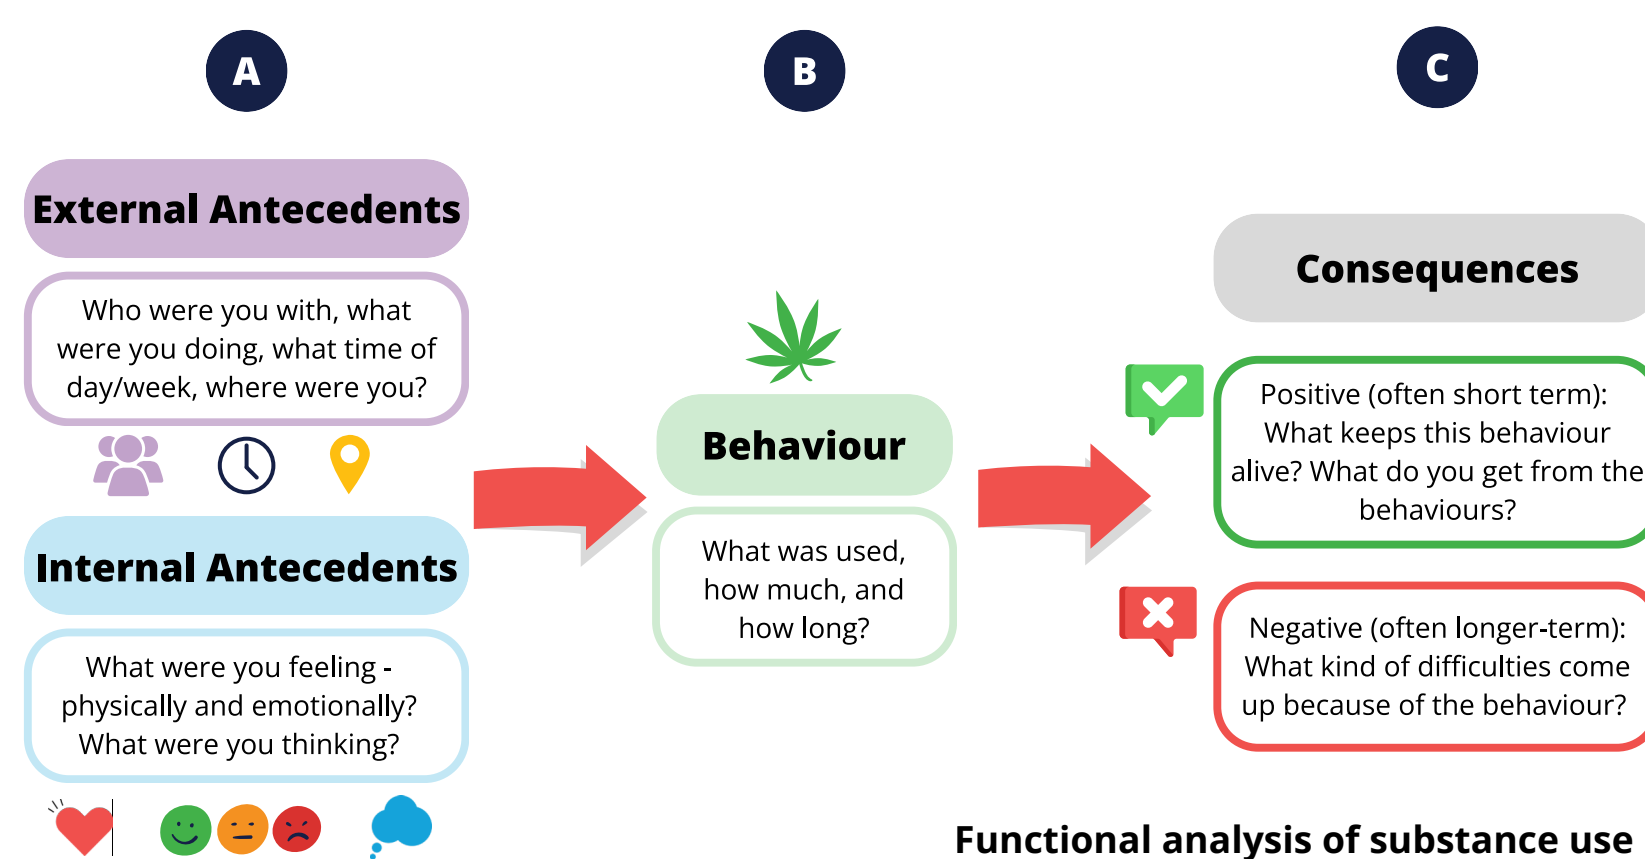 A
External Antecedents
Who were you with, what
were you doing, what time of
day/week, where were you?
Internal Antecedents
What were you feeling -
physically and emotionally?
What were you thinking?
B
Behaviour
What was used,
how much, and
how long?
C
Consequences
Positive (often short term):
What keeps this behaviour
alive? What do you get from the
behaviours?
Negative (often longer-term):
What kind of difficulties come
up because of the behaviour?
Functional analysis of substance use